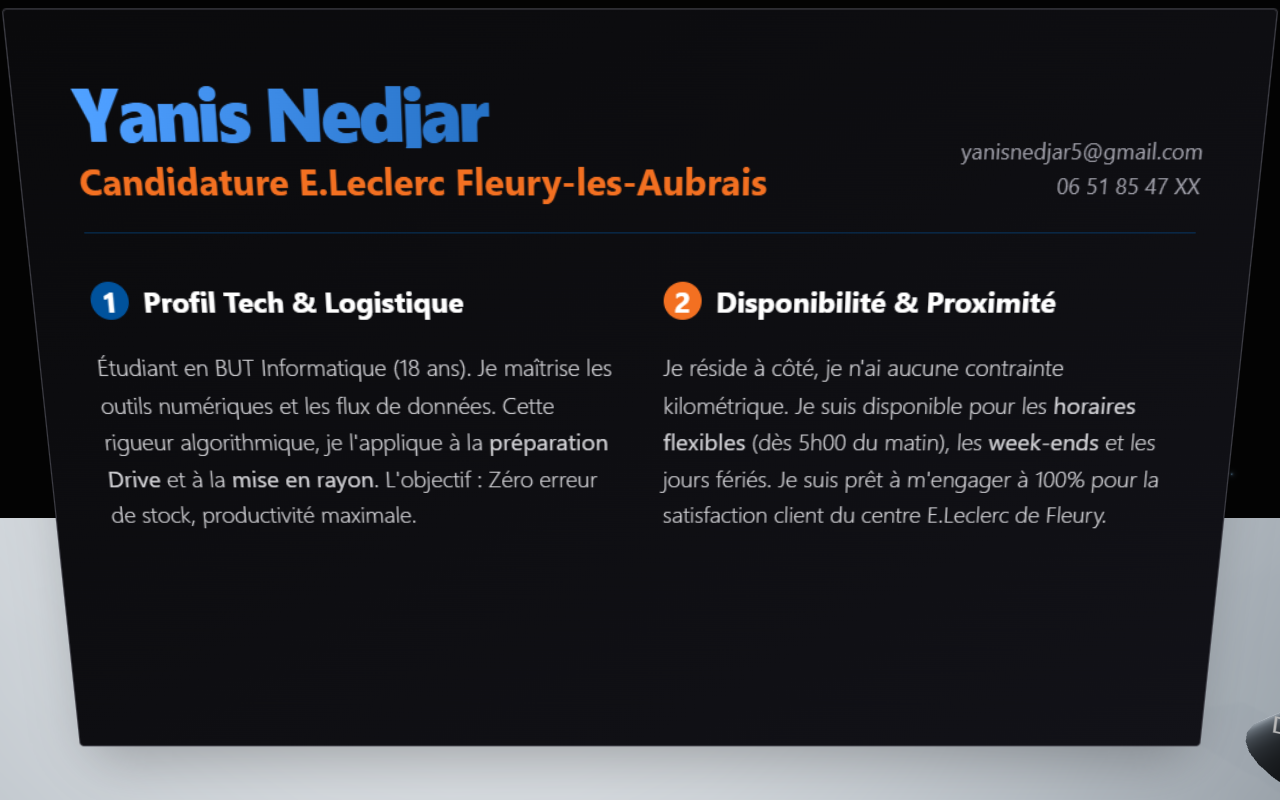 Yanis Nedjar
Candidature E.Leclerc Fleury-les-Aubrais
yanisnedjar5@gmail.com
06 51 85 47 XX
1 Profil Tech & Logistique
Étudiant en BUT Informatique (18 ans). Je maîtrise les
outils numériques et les flux de données. Cette
rigueur algorithmique, je l'applique à la préparation
Drive et à la mise en rayon. L'objectif : Zéro erreur
de stock, productivité maximale.
2 Disponibilité & Proximité
Je réside à côté, je n'ai aucune contrainte
kilométrique. Je suis disponible pour les horaires
flexibles (dès 5h00 du matin), les week-ends et les
jours fériés. Je suis prêt à m'engager à 100% pour la
satisfaction client du centre E.Leclerc de Fleury.